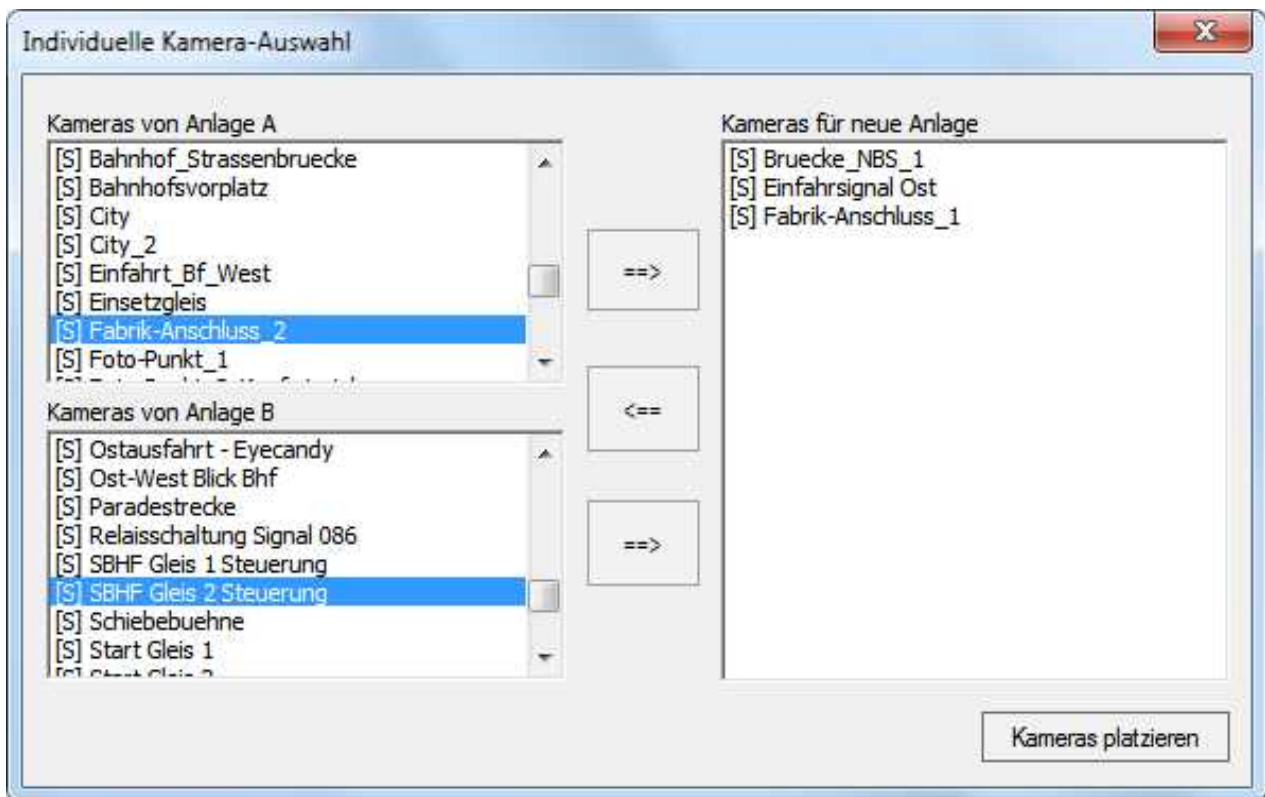 Individuelle Kamera-Auswahl
Kameras von Anlage A
[S] Bahnhof_Strassenbruecke
[S] Bahnhofsvorplatz
[S] City
[S] City_2
[S] Einfahrt_Bf_West
[S] Einsetzgleis
[S] Fabrik-Anschluss_2
[S] Foto-Punkt_1
Kameras von Anlage B
[S] Ostausfahrt - Eyecandy
[S] Ost-West Blick Bhf
[S] Paradestrecke
[S] Relaisschaltung Signal 086
[S] SBHF Gleis 1 Steuerung
[S] SBHF Gleis 2 Steuerung
[S] Schiebebuehne
[S] Start Gleis 1
==>
<==
==>
Kameras für neue Anlage
[S] Bruecke_NBS_1
[S] Einfahrsignal Ost
[S] Fabrik-Anschluss_1
Kameras platzieren